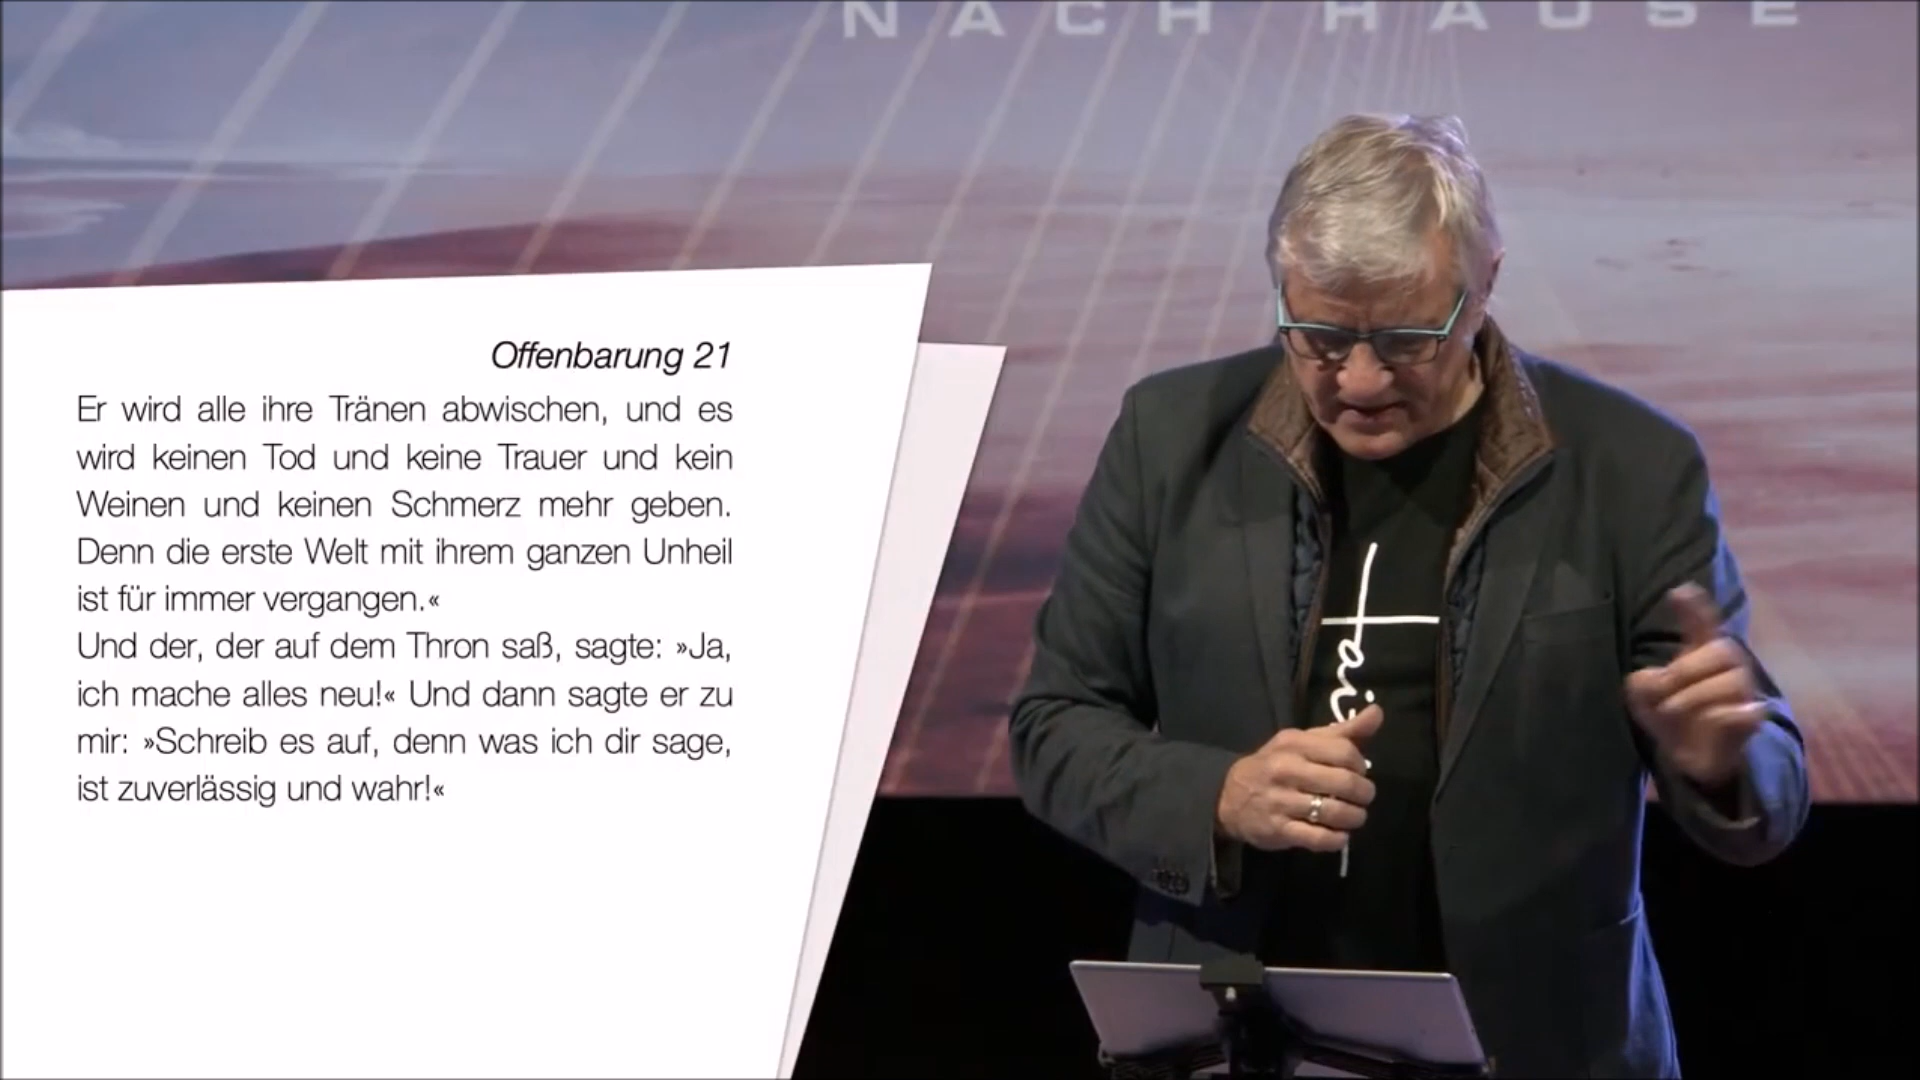 NACH HAUSE
Offenbarung 21
Er wird alle ihre Tränen abwischen, und es
wird keinen Tod und keine Trauer und kein
Weinen und keinen Schmerz mehr geben.
Denn die erste Welt mit ihrem ganzen Unheil
ist für immer vergangen.«
Und der, der auf dem Thron saß, sagte: »Ja,
ich mache alles neu!« Und dann sagte er zu
mir: »Schreib es auf, denn was ich dir sage,
ist zuverlässig und wahr!«